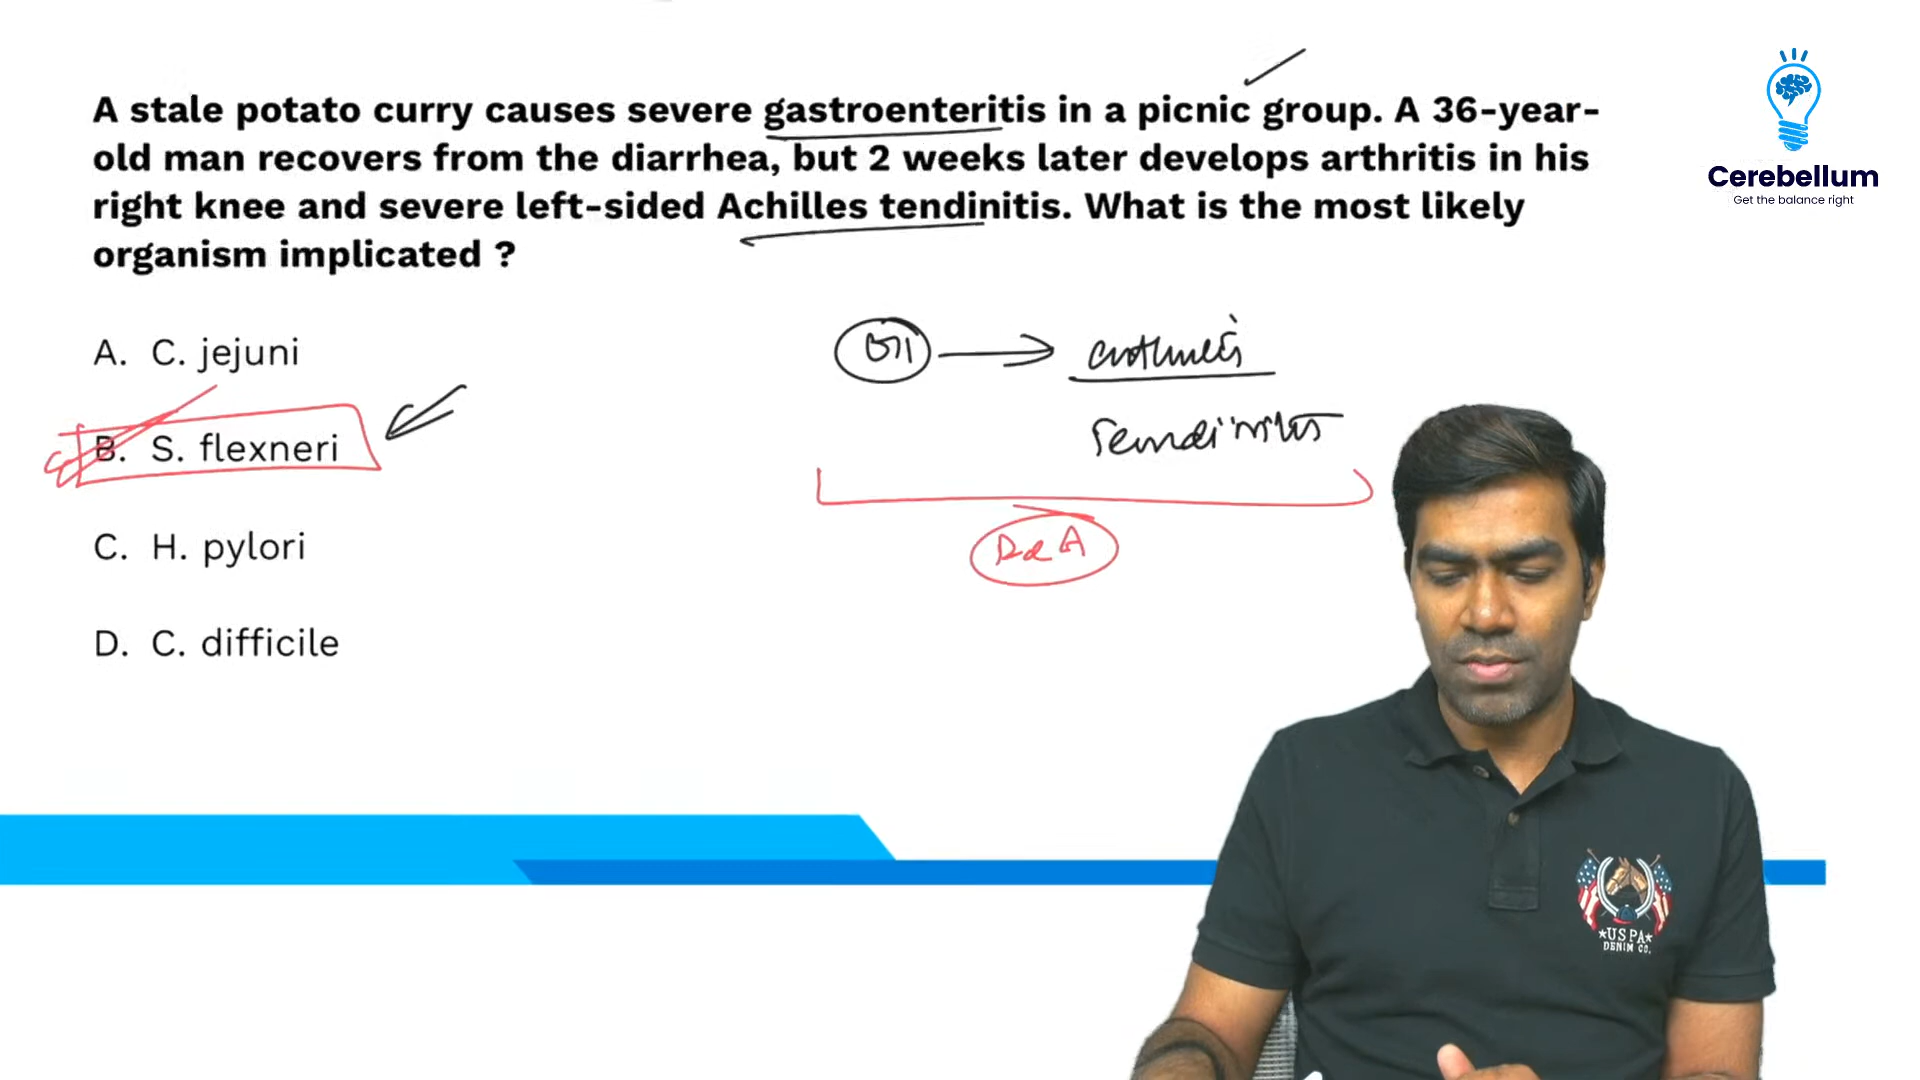 A stale potato curry causes severe gastroenteritis in a picnic group. A 36-year-
old man recovers from the diarrhea, but 2 weeks later develops arthritis in his
right knee and severe left-sided Achilles tendinitis. What is the most likely
organism implicated ?
Cerebellum
Get the balance right
A. C. jejuni
B. S. flexneri
C. H. pylori
D. C. difficile
GIT
arthritis
Tendinitis
Re A
★USPA★
DENIM CO.